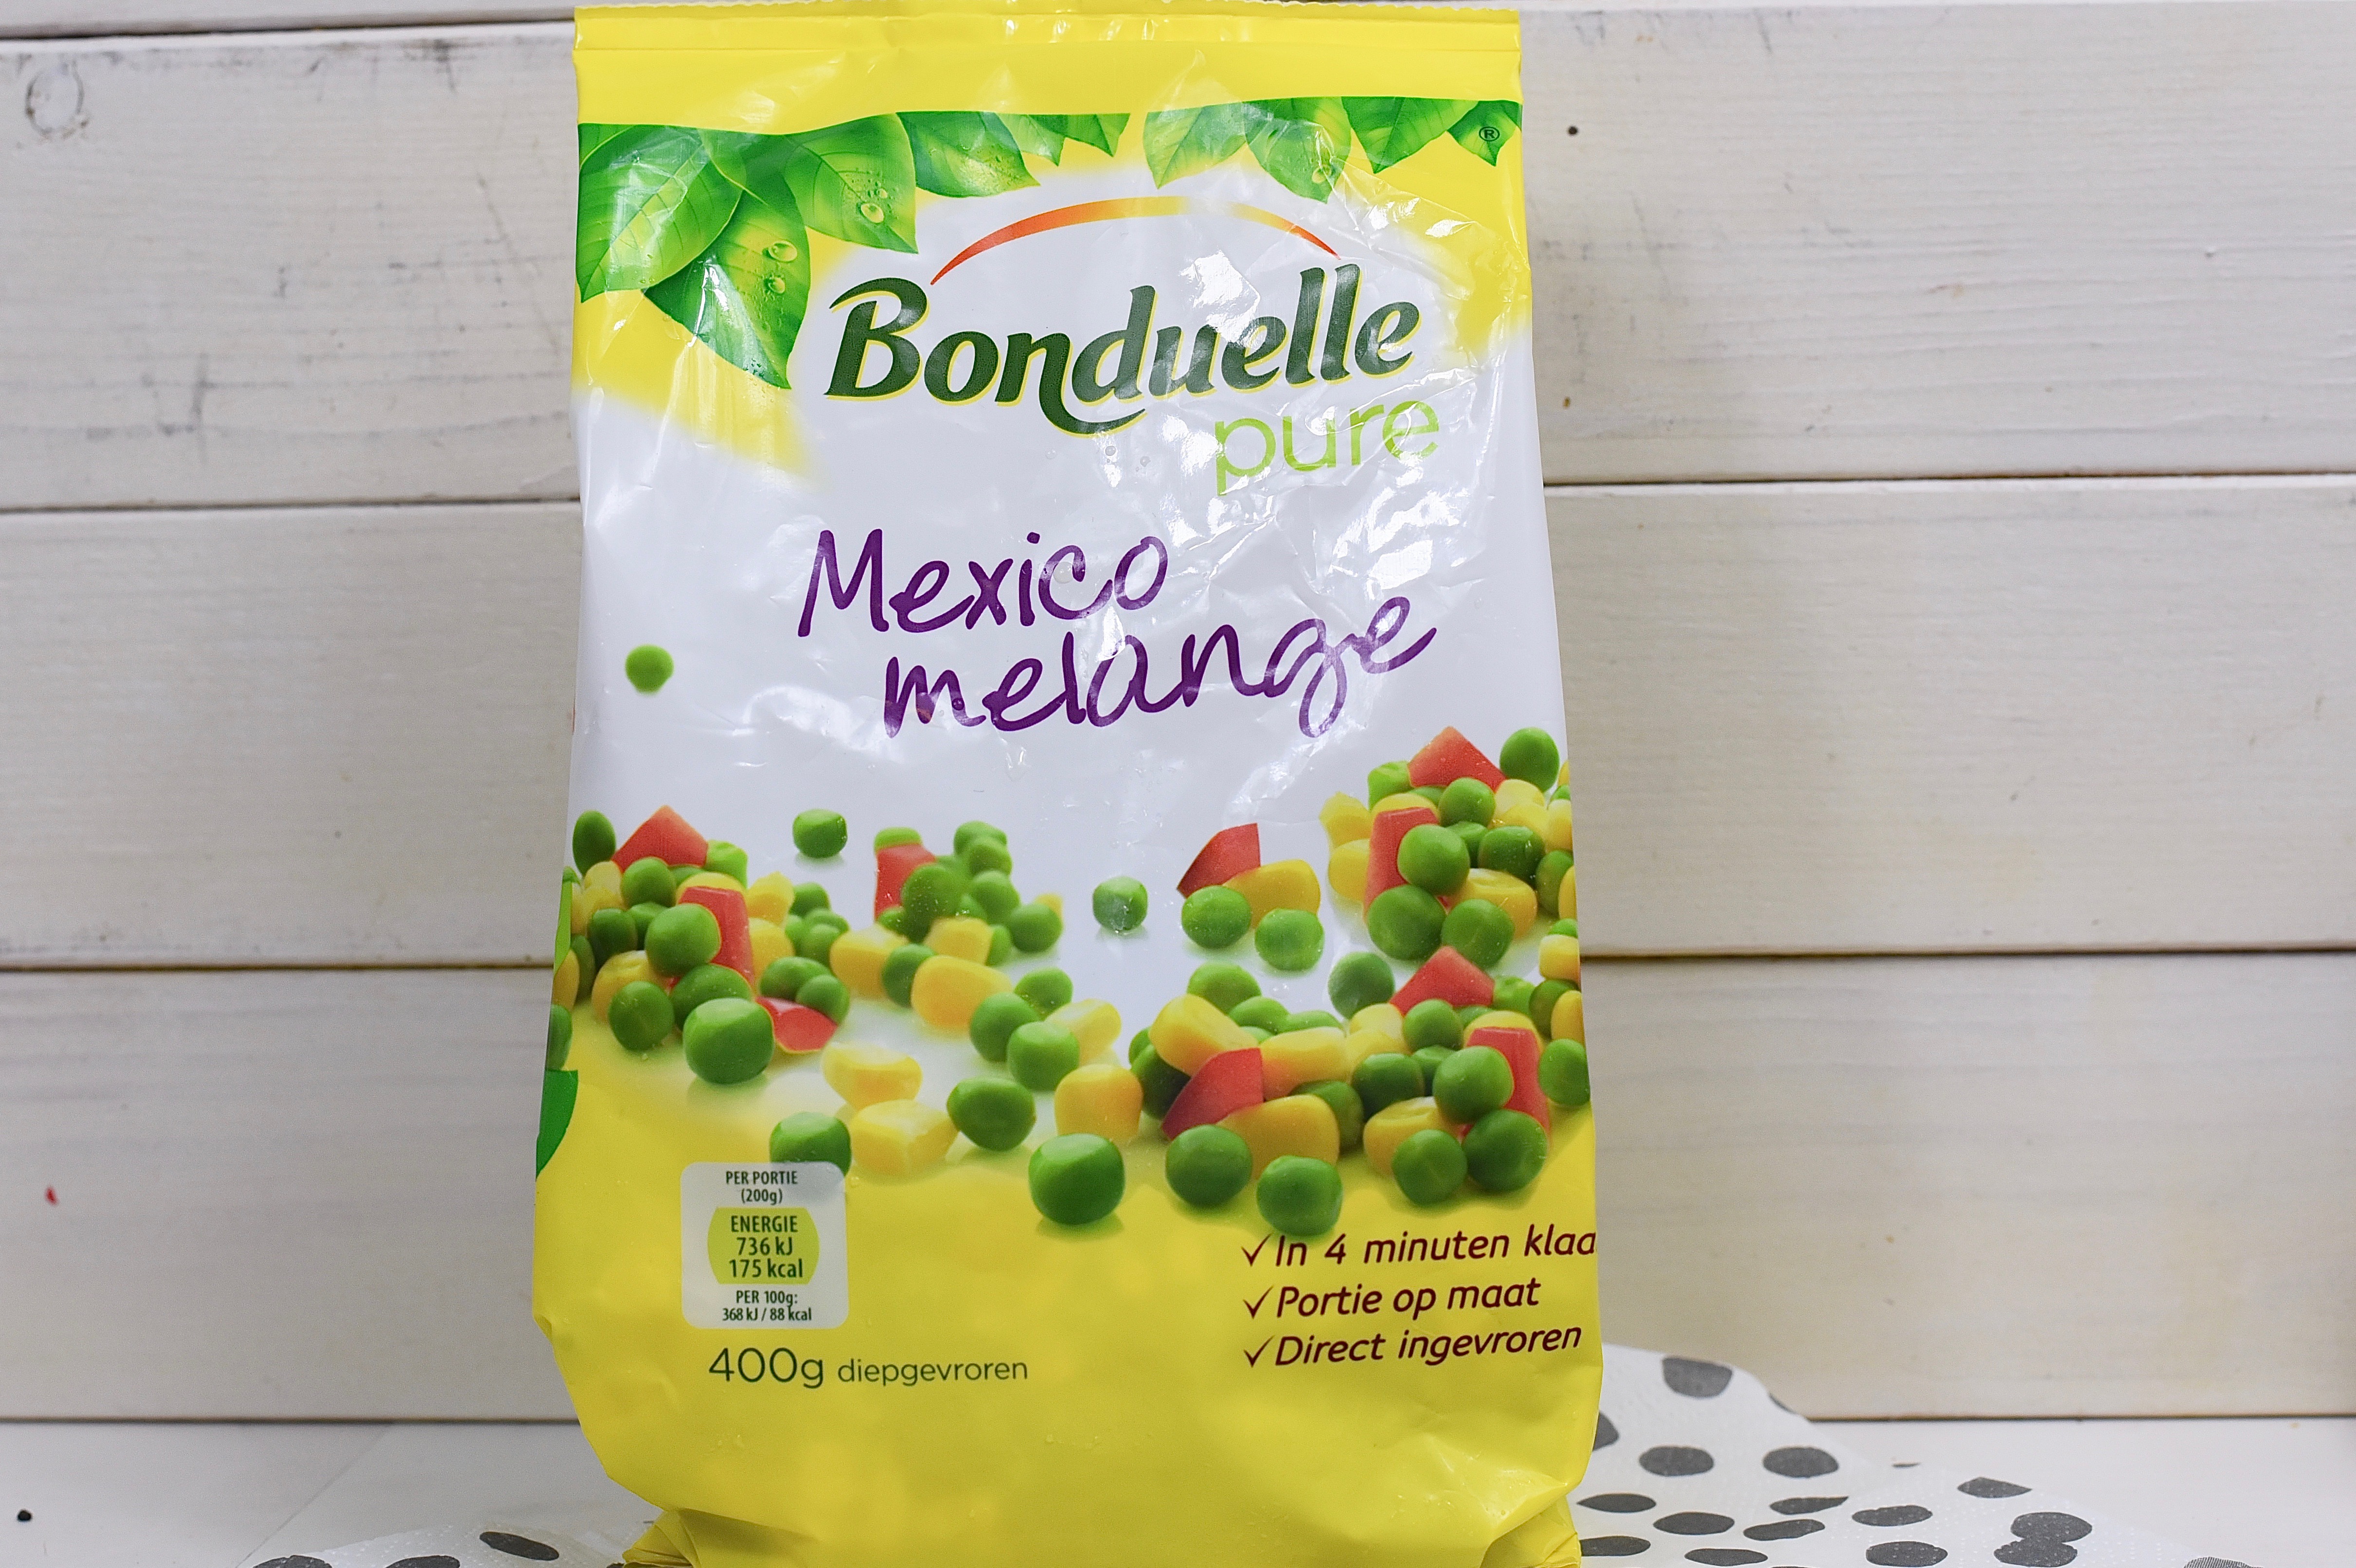 ®
Bonduelle
pure
Mexico
melange
PER PORTIE
(200g)
ENERGIE
736 kJ
175 kcal
PER 100g:
368 kJ / 88 kcal
400g diepgevroren
✓In 4 minuten klaa
✓Portie op maat
✓Direct ingevroren